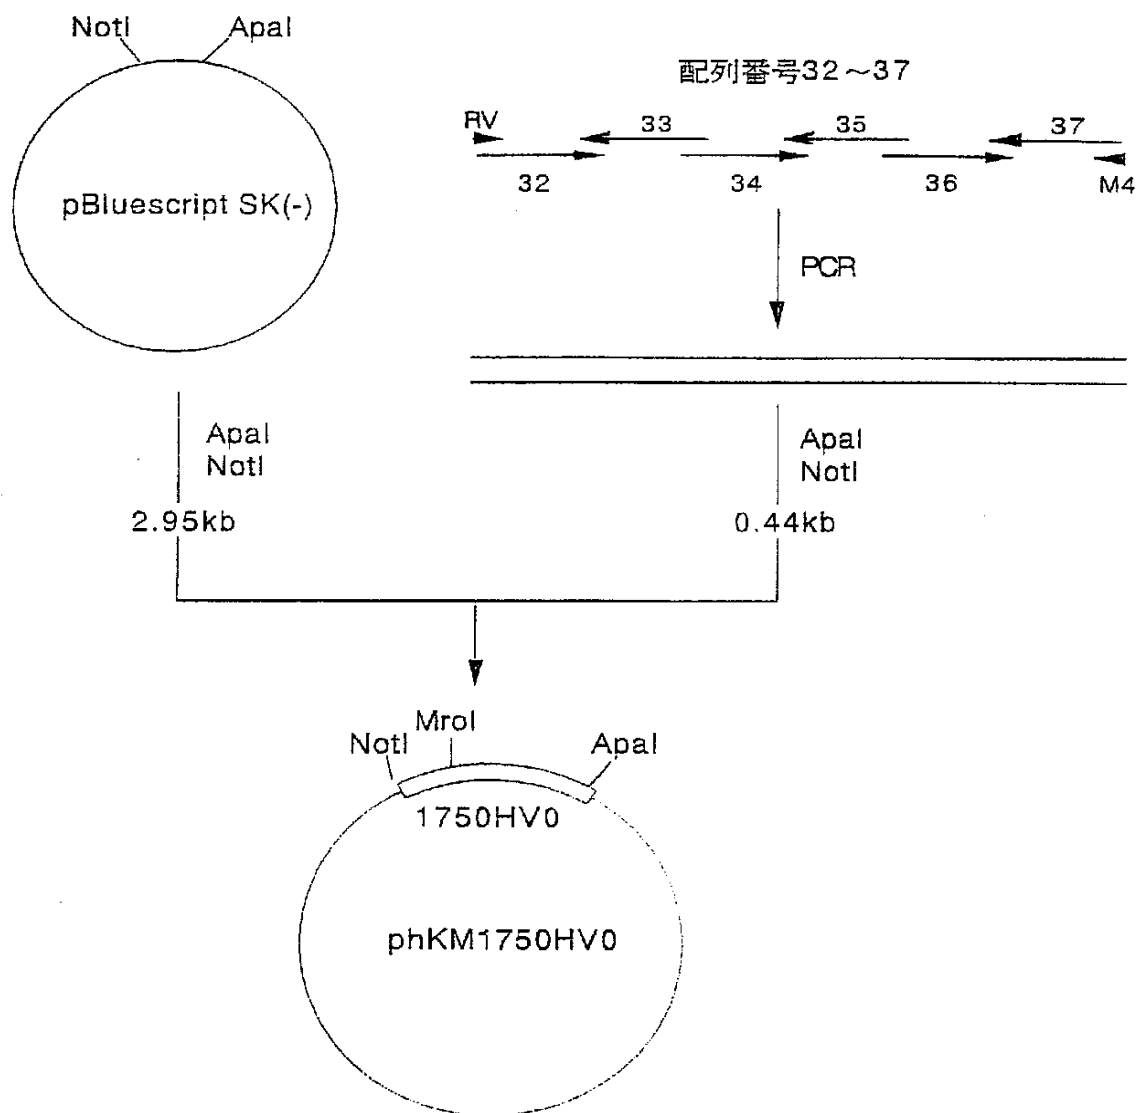 NotI ApaI
配列番号32～37
RV 33 35 37
32 34 36 M4
pBluescript SK(-)
PCR
ApaI
NotI
2.95kb
ApaI
NotI
0.44kb
MroI
NotI ApaI
1750HV0
phKM1750HV0